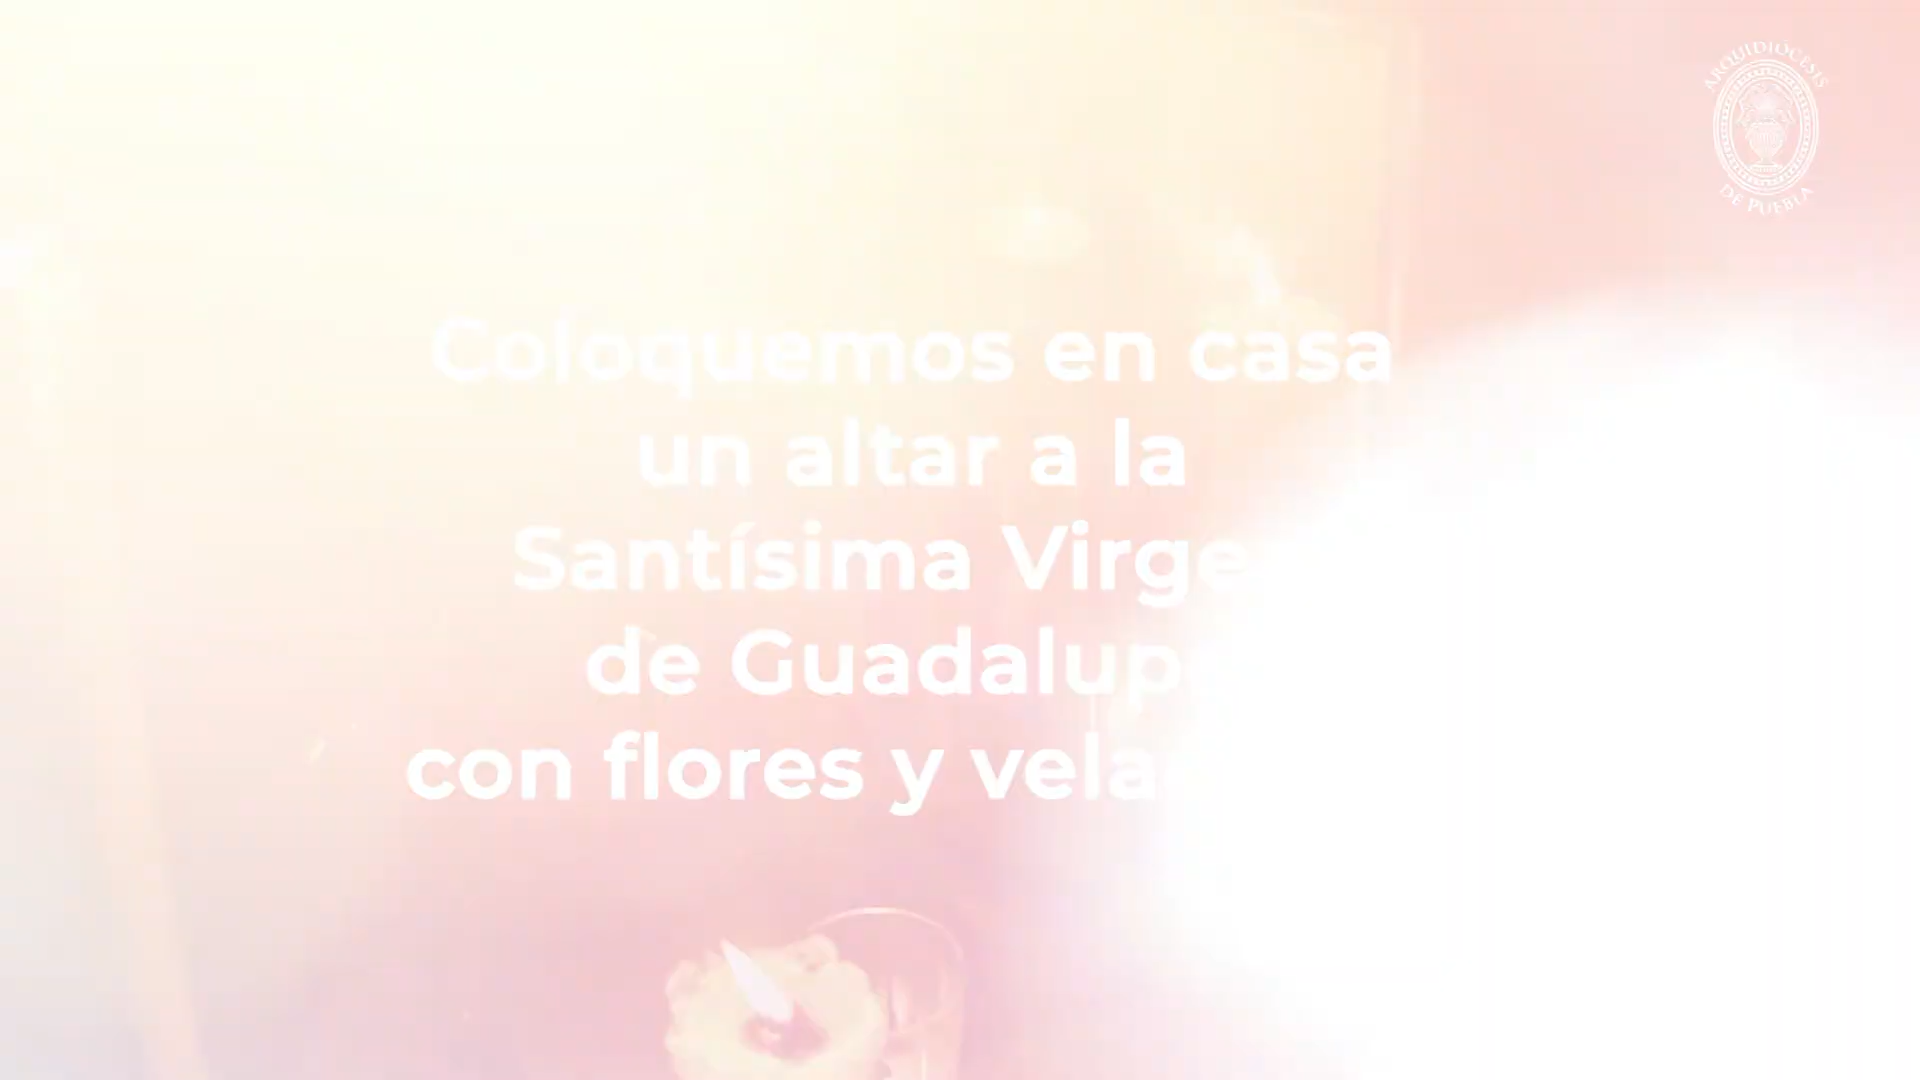 ARQUIDIÓCESIS
DE PUEBLA
Coloquemos en casa
un altar a la
Santísima Virge
de Guadalup
con flores y vela